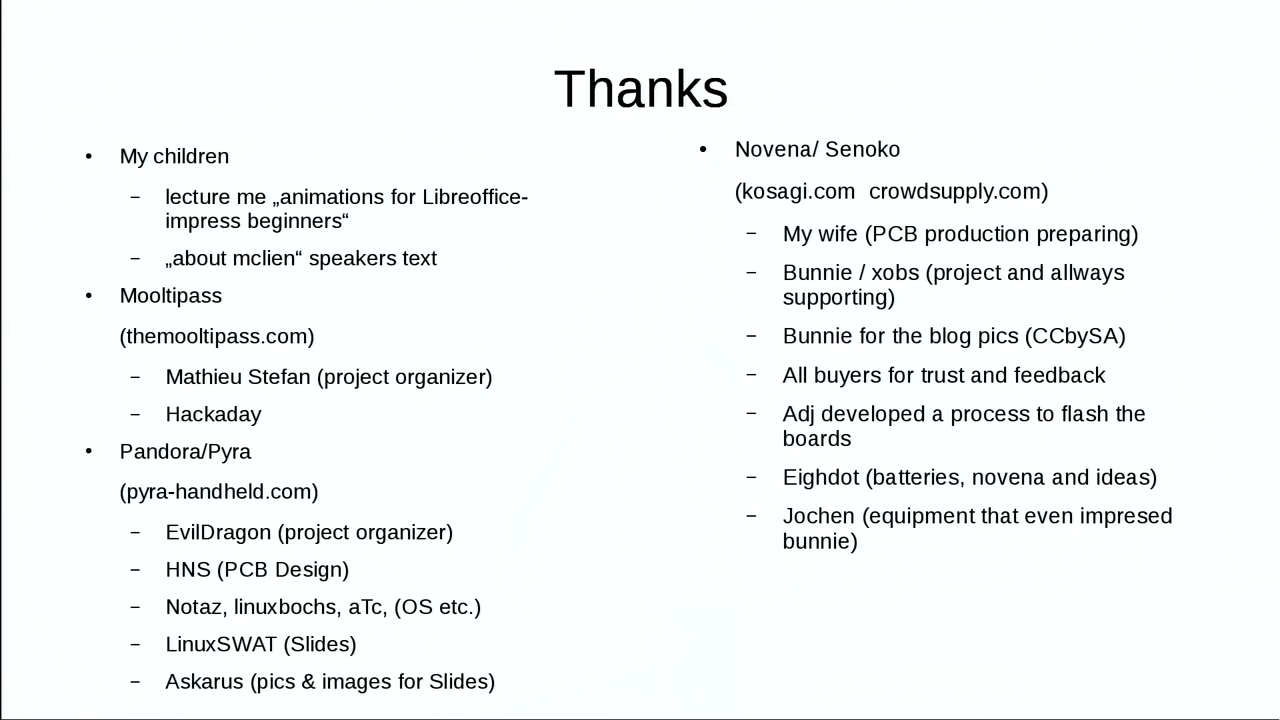 Thanks
• My children
– lecture me „animations for Libreoffice-
impress beginners“
– „about mclien“ speakers text
• Mooltipass
(themooltipass.com)
– Mathieu Stefan (project organizer)
– Hackaday
• Pandora/Pyra
(pyra-handheld.com)
– EvilDragon (project organizer)
– HNS (PCB Design)
– Notaz, linuxbochs, aTc, (OS etc.)
– LinuxSWAT (Slides)
– Askarus (pics & images for Slides)
• Novena/ Senoko
(kosagi.com  crowdsupply.com)
– My wife (PCB production preparing)
– Bunnie / xobs (project and allways
supporting)
– Bunnie for the blog pics (CCbySA)
– All buyers for trust and feedback
– Adj developed a process to flash the
boards
– Eighdot (batteries, novena and ideas)
– Jochen (equipment that even impresed
bunnie)